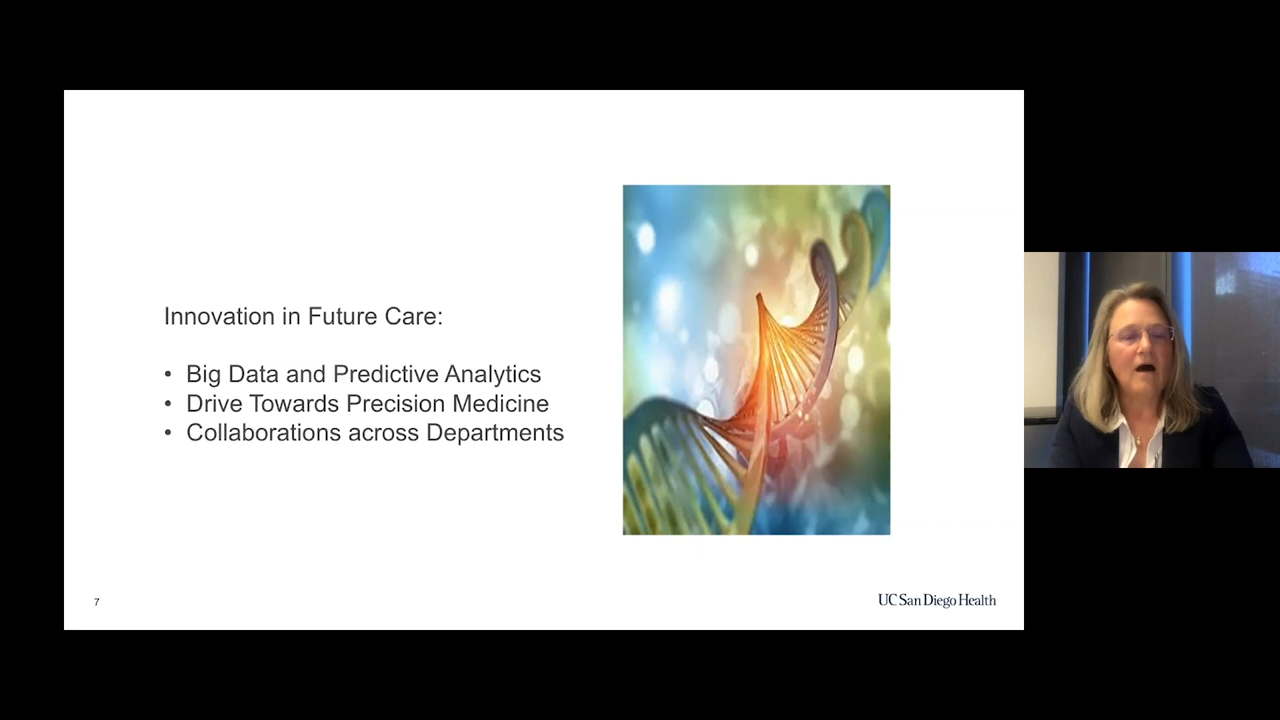 Innovation in Future Care:
• Big Data and Predictive Analytics
• Drive Towards Precision Medicine
• Collaborations across Departments
7
UC San Diego Health